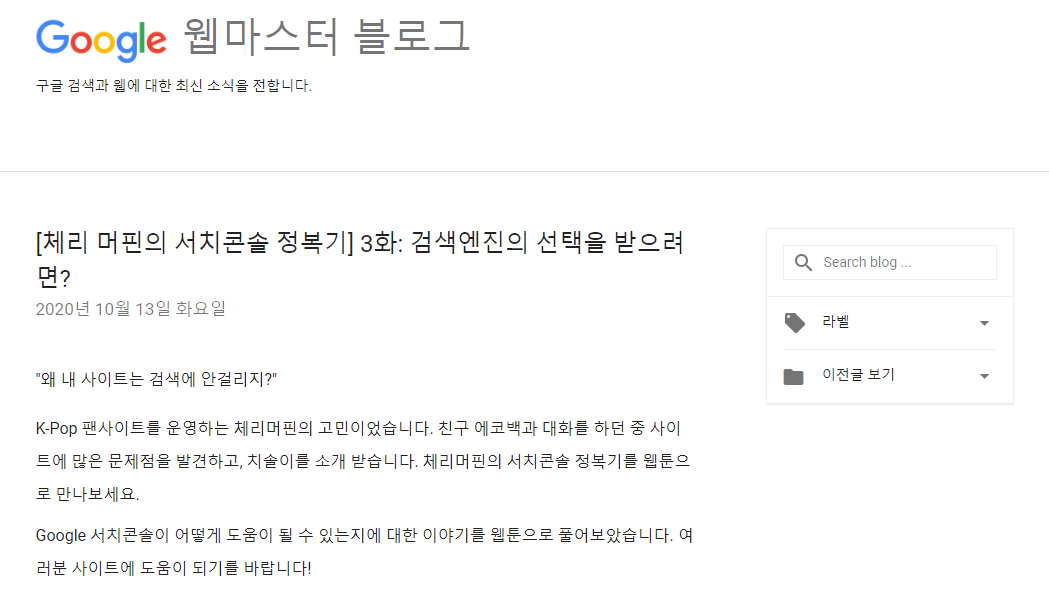 Google 웹마스터 블로그
구글 검색과 웹에 대한 최신 소식을 전합니다.
[체리 머핀의 서치콘솔 정복기] 3화: 검색엔진의 선택을 받으려
면?
2020년 10월 13일 화요일
"왜 내 사이트는 검색에 안걸리지?"
K-Pop 팬사이트를 운영하는 체리머핀의 고민이었습니다. 친구 에코백과 대화를 하던 중 사이
트에 많은 문제점을 발견하고, 치솔이를 소개 받습니다. 체리머핀의 서치콘솔 정복기를 웹툰으
로 만나보세요.
Google 서치콘솔이 어떻게 도움이 될 수 있는지에 대한 이야기를 웹툰으로 풀어보았습니다. 여
러분 사이트에 도움이 되기를 바랍니다!
Search blog ...
라벨
이전글 보기